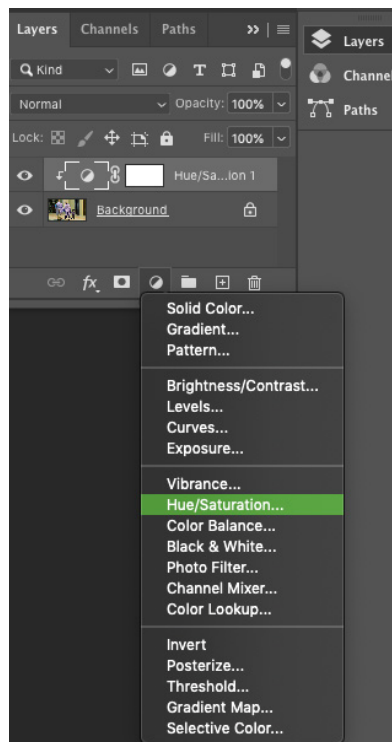 Layers Channels Paths
Layers
Kind
Channel
Normal Opacity: 100%
Paths
Lock: Fill: 100%
Hue/Sa...ion 1
Background
fx
Solid Color...
Gradient...
Pattern...
Brightness/Contrast...
Levels...
Curves...
Exposure...
Vibrance...
Hue/Saturation...
Color Balance...
Black & White...
Photo Filter...
Channel Mixer...
Color Lookup...
Invert
Posterize...
Threshold...
Gradient Map...
Selective Color...